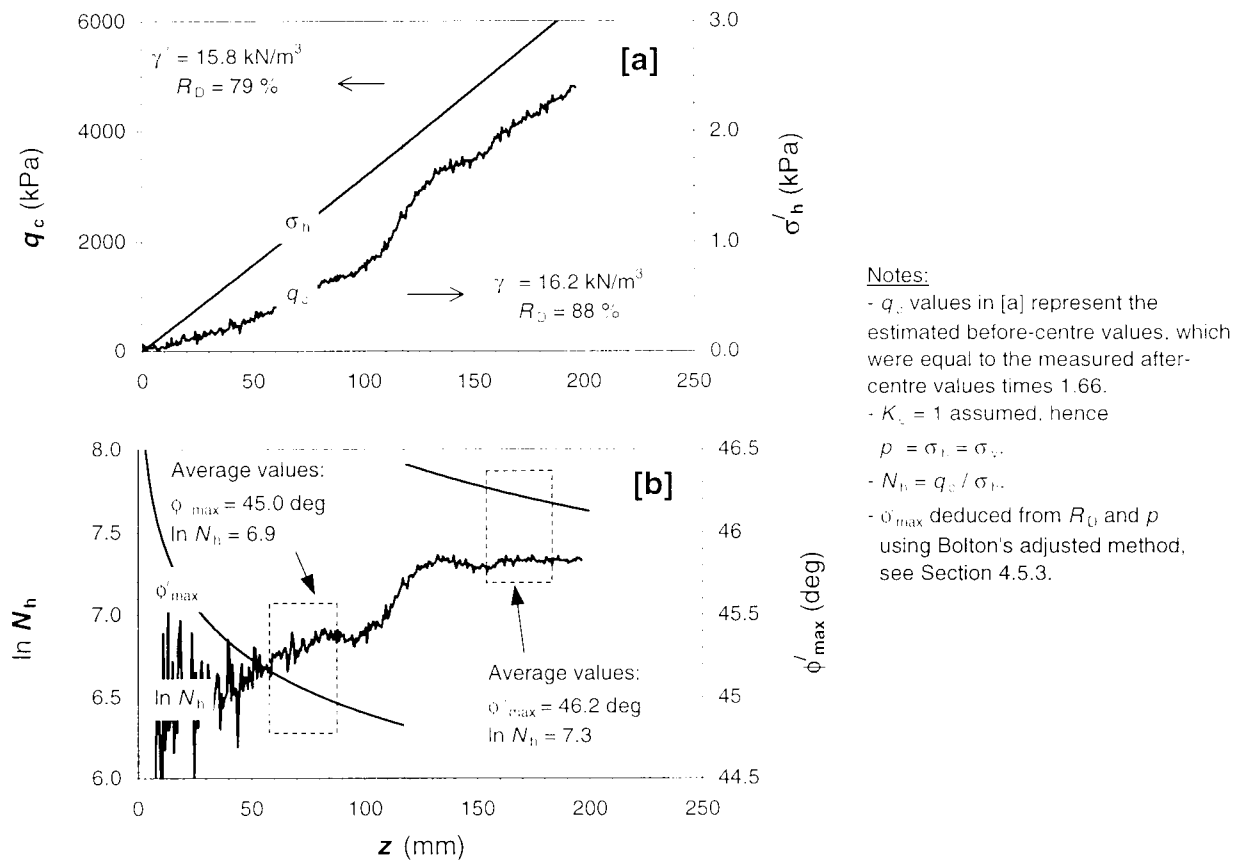 6000
3.0
γ' = 15.8 kN/m³
R_D = 79 %
[a]
4000
2.0
q_c (kPa)
σ'_h (kPa)
σ_h
2000
1.0
q_c
γ' = 16.2 kN/m³
R_D = 88 %
0
0.0
0
50
100
150
200
250
8.0
46.5
Average values:
φ'_max = 45.0 deg
ln N_h = 6.9
[b]
7.5
46
ln N_h
φ'_max (deg)
φ'_max
7.0
45.5
ln N_h
6.5
45
Average values:
φ'_max = 46.2 deg
ln N_h = 7.3
6.0
44.5
0
50
100
150
200
250
z (mm)
Notes:
- q_c values in [a] represent the
estimated before-centre values, which
were equal to the measured after-
centre values times 1.66.
- K_o = 1 assumed, hence
p = σ_h = σ_v.
- N_h = q_c / σ_h.
- φ'_max deduced from R_D and p
using Bolton's adjusted method,
see Section 4.5.3.